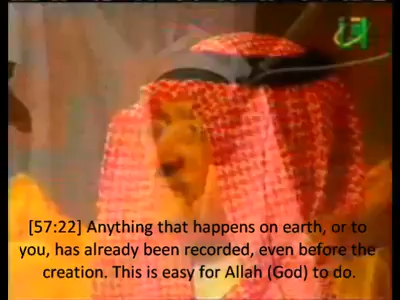 [57:22] Anything that happens on earth, or to
you, has already been recorded, even before the
creation. This is easy for Allah (God) to do.